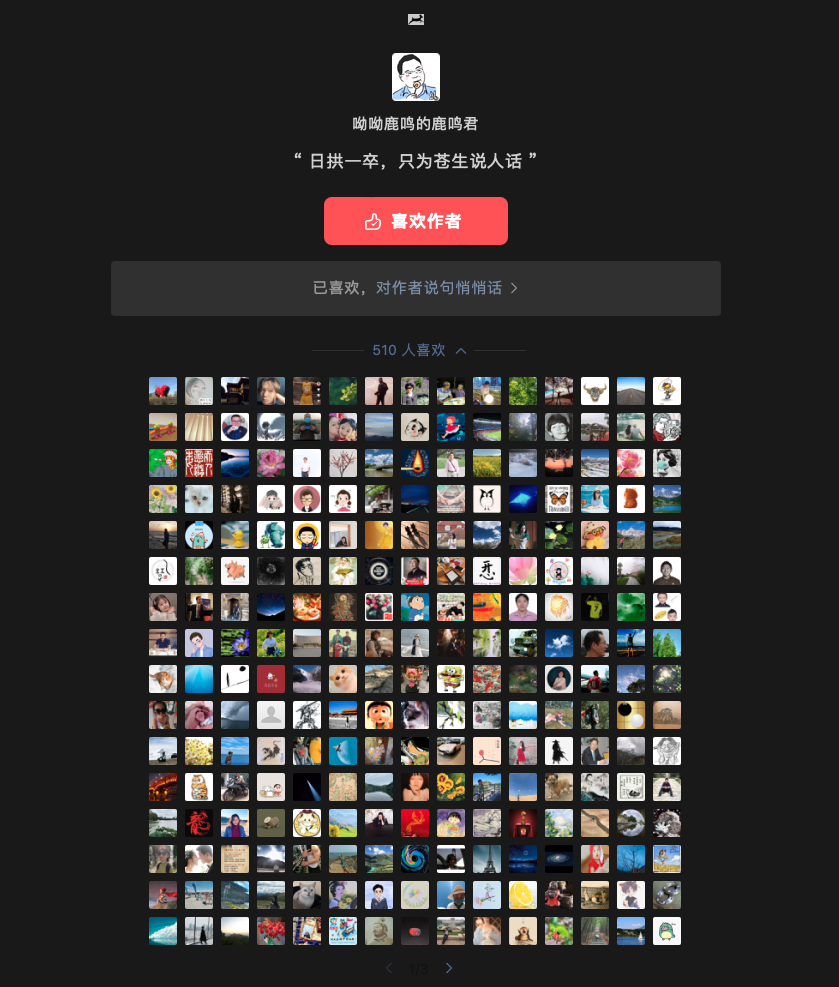 呦呦鹿鸣的鹿鸣君
“ 日拱一卒，只为苍生说人话 ”
喜欢作者
已喜欢，对作者说句悄悄话
510 人喜欢
龍
1/3